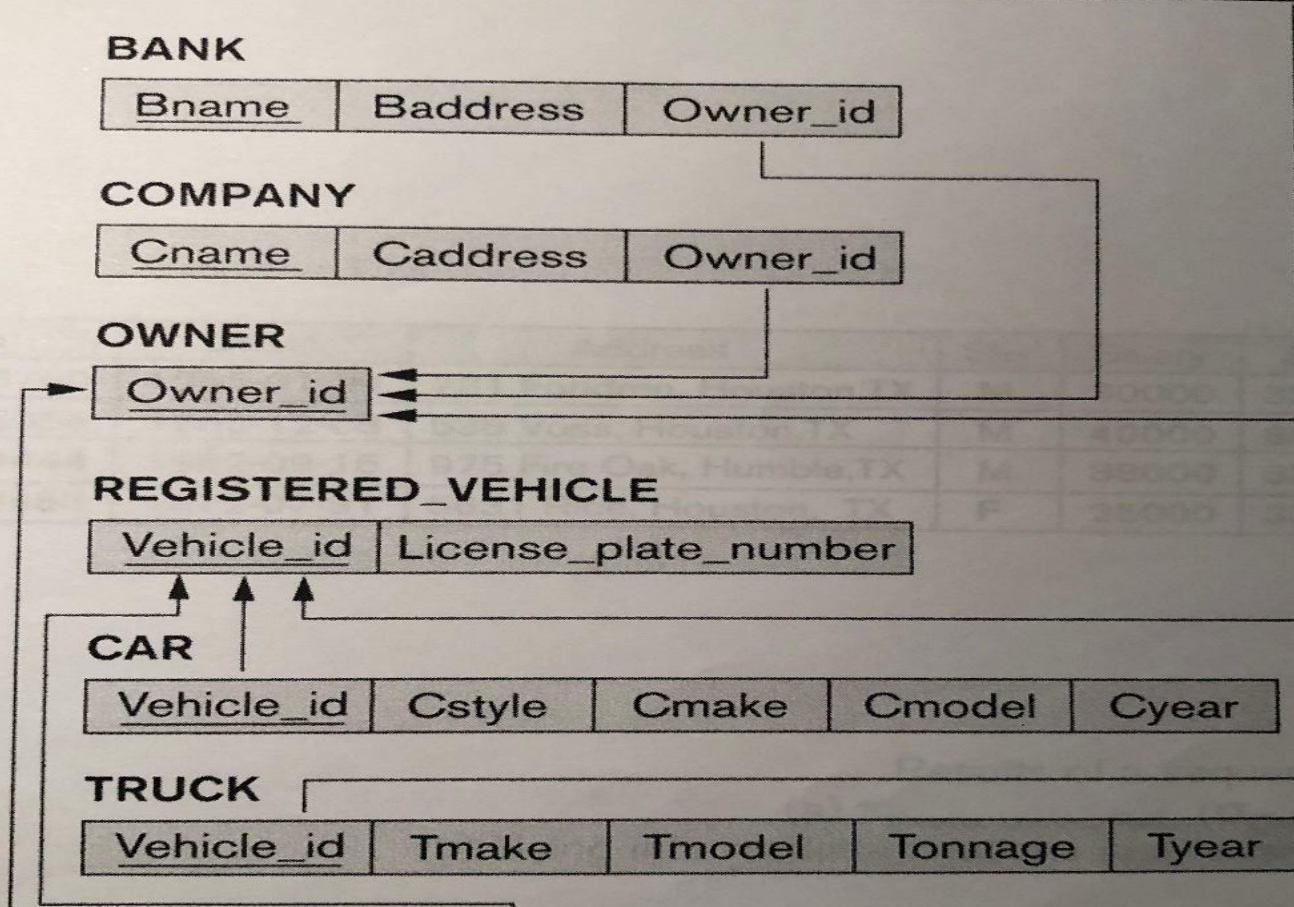 BANK
Bname Baddress Owner_id
COMPANY
Cname Caddress Owner_id
OWNER
Owner_id
REGISTERED_VEHICLE
Vehicle_id License_plate_number
CAR
Vehicle_id Cstyle Cmake Cmodel Cyear
TRUCK
Vehicle_id Tmake Tmodel Tonnage Tyear